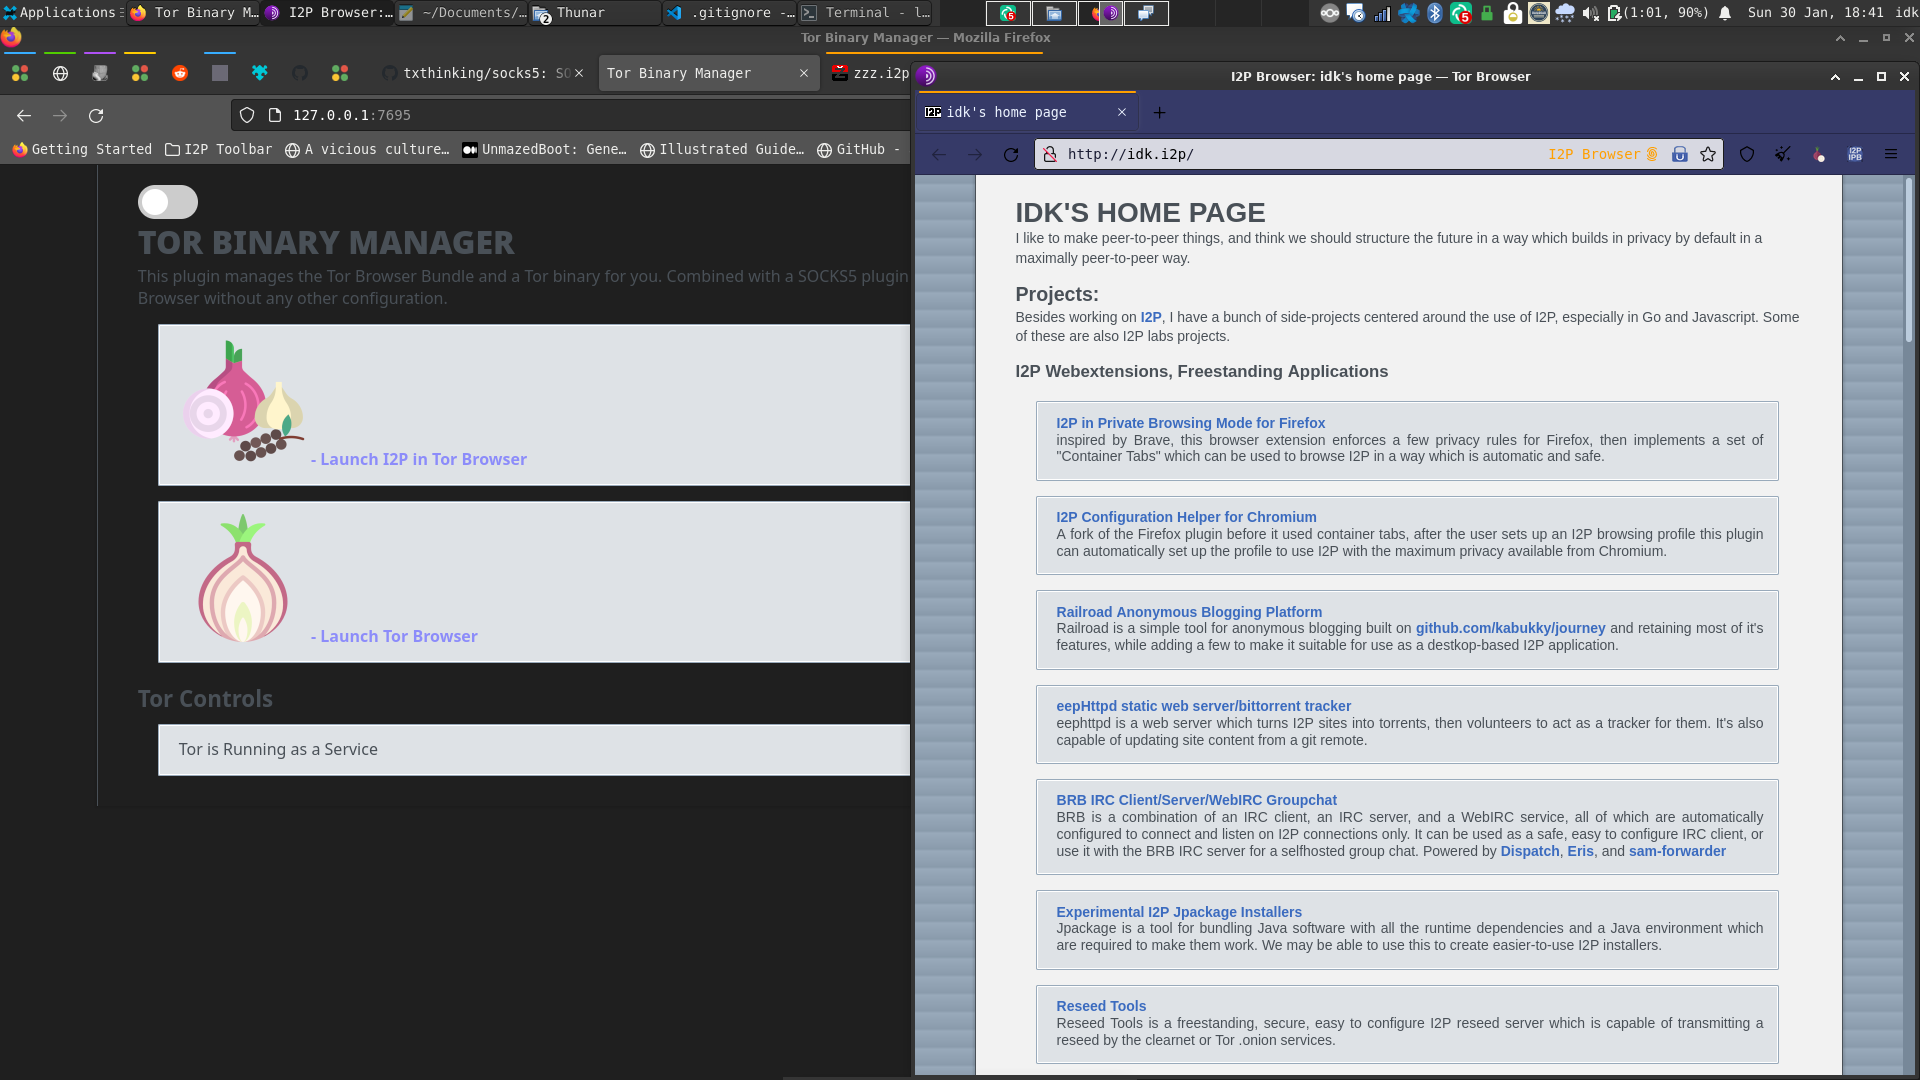 Applications
Tor Binary M…
I2P Browser:…
~/Documents/…
2
Thunar
.gitignore -…
Terminal - l…
5
5
(1:01, 90%)
Sun 30 Jan, 18:41
idk
Tor Binary Manager — Mozilla Firefox
txthinking/socks5: SO
Tor Binary Manager
zzz.i2p
127.0.0.1:7695
Getting Started
I2P Toolbar
A vicious culture…
UnmazedBoot: Gene…
Illustrated Guide…
GitHub -
TOR BINARY MANAGER
This plugin manages the Tor Browser Bundle and a Tor binary for you. Combined with a SOCKS5 plugin
Browser without any other configuration.
- Launch I2P in Tor Browser
- Launch Tor Browser
Tor Controls
Tor is Running as a Service
I2P Browser: idk's home page — Tor Browser
I2P
idk's home page
http://idk.i2p/
I2P Browser
I2P
IPB
IDK'S HOME PAGE
I like to make peer-to-peer things, and think we should structure the future in a way which builds in privacy by default in a
maximally peer-to-peer way.
Projects:
Besides working on I2P, I have a bunch of side-projects centered around the use of I2P, especially in Go and Javascript. Some
of these are also I2P labs projects.
I2P Webextensions, Freestanding Applications
I2P in Private Browsing Mode for Firefox
inspired by Brave, this browser extension enforces a few privacy rules for Firefox, then implements a set of
"Container Tabs" which can be used to browse I2P in a way which is automatic and safe.
I2P Configuration Helper for Chromium
A fork of the Firefox plugin before it used container tabs, after the user sets up an I2P browsing profile this plugin
can automatically set up the profile to use I2P with the maximum privacy available from Chromium.
Railroad Anonymous Blogging Platform
Railroad is a simple tool for anonymous blogging built on github.com/kabukky/journey and retaining most of it's
features, while adding a few to make it suitable for use as a destkop-based I2P application.
eepHttpd static web server/bittorrent tracker
eephttpd is a web server which turns I2P sites into torrents, then volunteers to act as a tracker for them. It's also
capable of updating site content from a git remote.
BRB IRC Client/Server/WebIRC Groupchat
BRB is a combination of an IRC client, an IRC server, and a WebIRC service, all of which are automatically
configured to connect and listen on I2P connections only. It can be used as a safe, easy to configure IRC client, or
use it with the BRB IRC server for a selfhosted group chat. Powered by Dispatch, Eris, and sam-forwarder
Experimental I2P Jpackage Installers
Jpackage is a tool for bundling Java software with all the runtime dependencies and a Java environment which
are required to make them work. We may be able to use this to create easier-to-use I2P installers.
Reseed Tools
Reseed Tools is a freestanding, secure, easy to configure I2P reseed server which is capable of transmitting a
reseed by the clearnet or Tor .onion services.